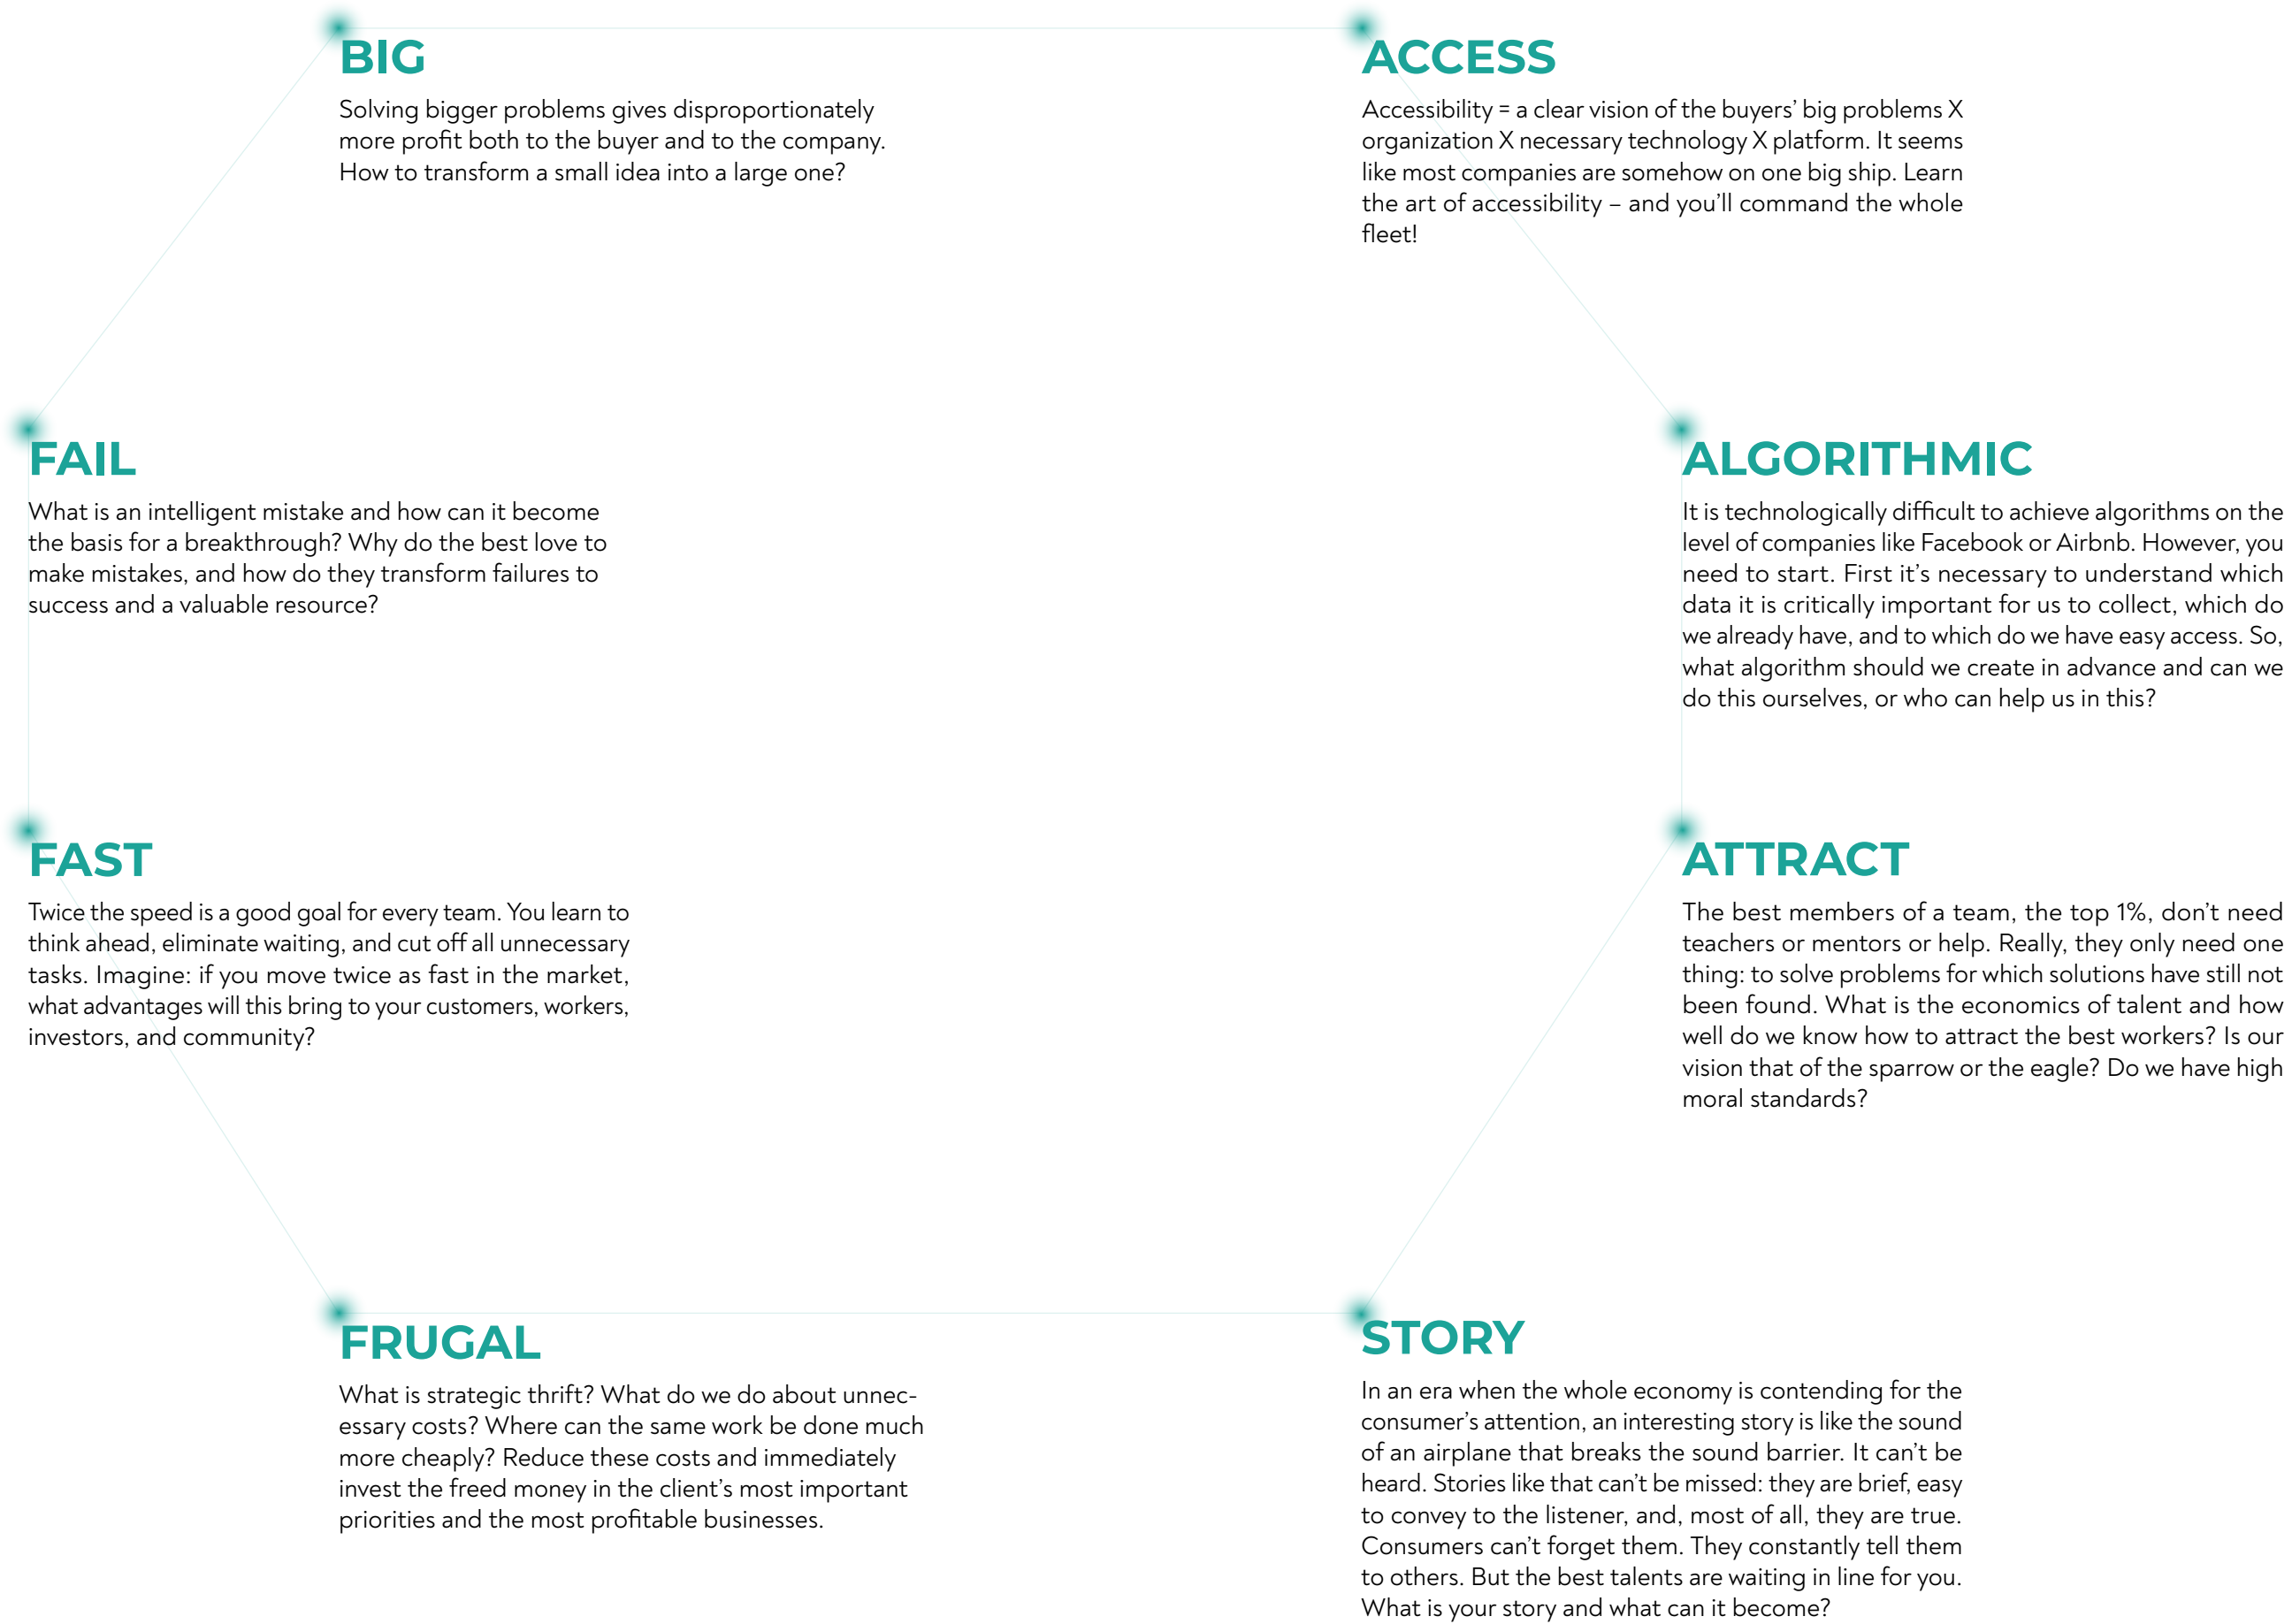 BIG
Solving bigger problems gives disproportionately
more profit both to the buyer and to the company.
How to transform a small idea into a large one?
ACCESS
Accessibility = a clear vision of the buyers’ big problems X
organization X necessary technology X platform. It seems
like most companies are somehow on one big ship. Learn
the art of accessibility – and you’ll command the whole
fleet!
FAIL
What is an intelligent mistake and how can it become
the basis for a breakthrough? Why do the best love to
make mistakes, and how do they transform failures to
success and a valuable resource?
ALGORITHMIC
It is technologically difficult to achieve algorithms on the
level of companies like Facebook or Airbnb. However, you
need to start. First it’s necessary to understand which
data it is critically important for us to collect, which do
we already have, and to which do we have easy access. So,
what algorithm should we create in advance and can we
do this ourselves, or who can help us in this?
FAST
Twice the speed is a good goal for every team. You learn to
think ahead, eliminate waiting, and cut off all unnecessary
tasks. Imagine: if you move twice as fast in the market,
what advantages will this bring to your customers, workers,
investors, and community?
ATTRACT
The best members of a team, the top 1%, don’t need
teachers or mentors or help. Really, they only need one
thing: to solve problems for which solutions have still not
been found. What is the economics of talent and how
well do we know how to attract the best workers? Is our
vision that of the sparrow or the eagle? Do we have high
moral standards?
FRUGAL
What is strategic thrift? What do we do about unnec-
essary costs? Where can the same work be done much
more cheaply? Reduce these costs and immediately
invest the freed money in the client’s most important
priorities and the most profitable businesses.
STORY
In an era when the whole economy is contending for the
consumer’s attention, an interesting story is like the sound
of an airplane that breaks the sound barrier. It can’t be
heard. Stories like that can’t be missed: they are brief, easy
to convey to the listener, and, most of all, they are true.
Consumers can’t forget them. They constantly tell them
to others. But the best talents are waiting in line for you.
What is your story and what can it become?